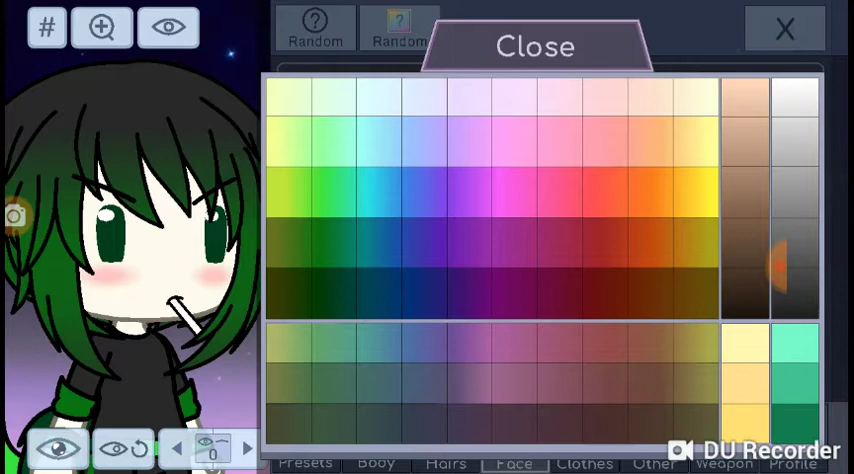 #
?
Random
?
Random
Close
X
0
DU Recorder
Presets
Body
Hairs
Face
Clothes
Other
Weapon
Profile